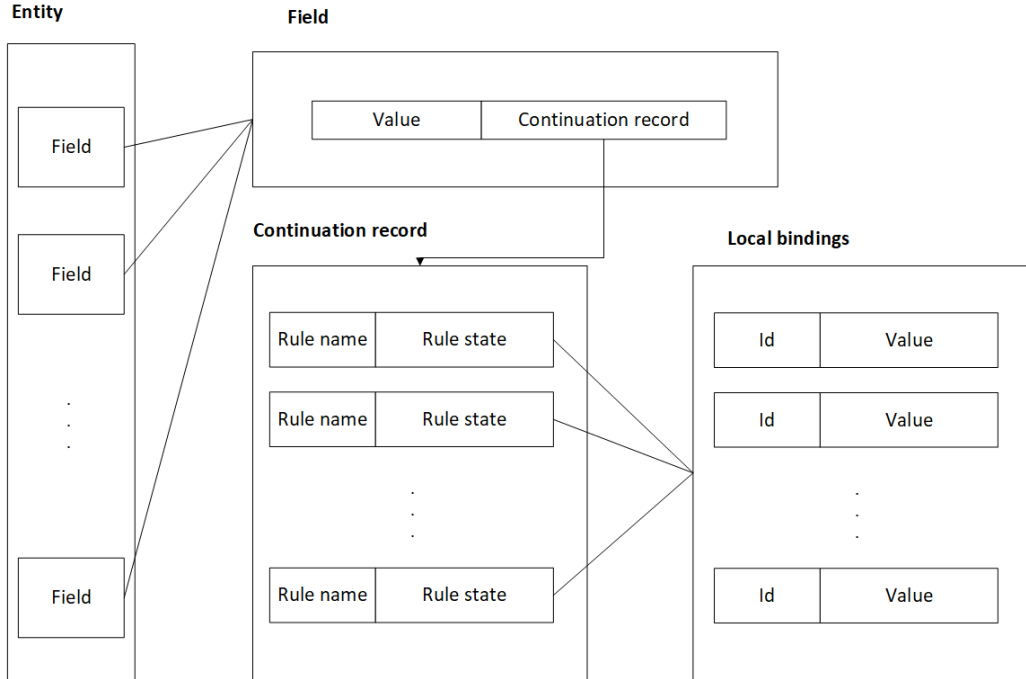 Entity
Field
Field
Field
Field
Value Continuation record
Continuation record
Rule name Rule state
Rule name Rule state
Rule name Rule state
Local bindings
Id Value
Id Value
Id Value